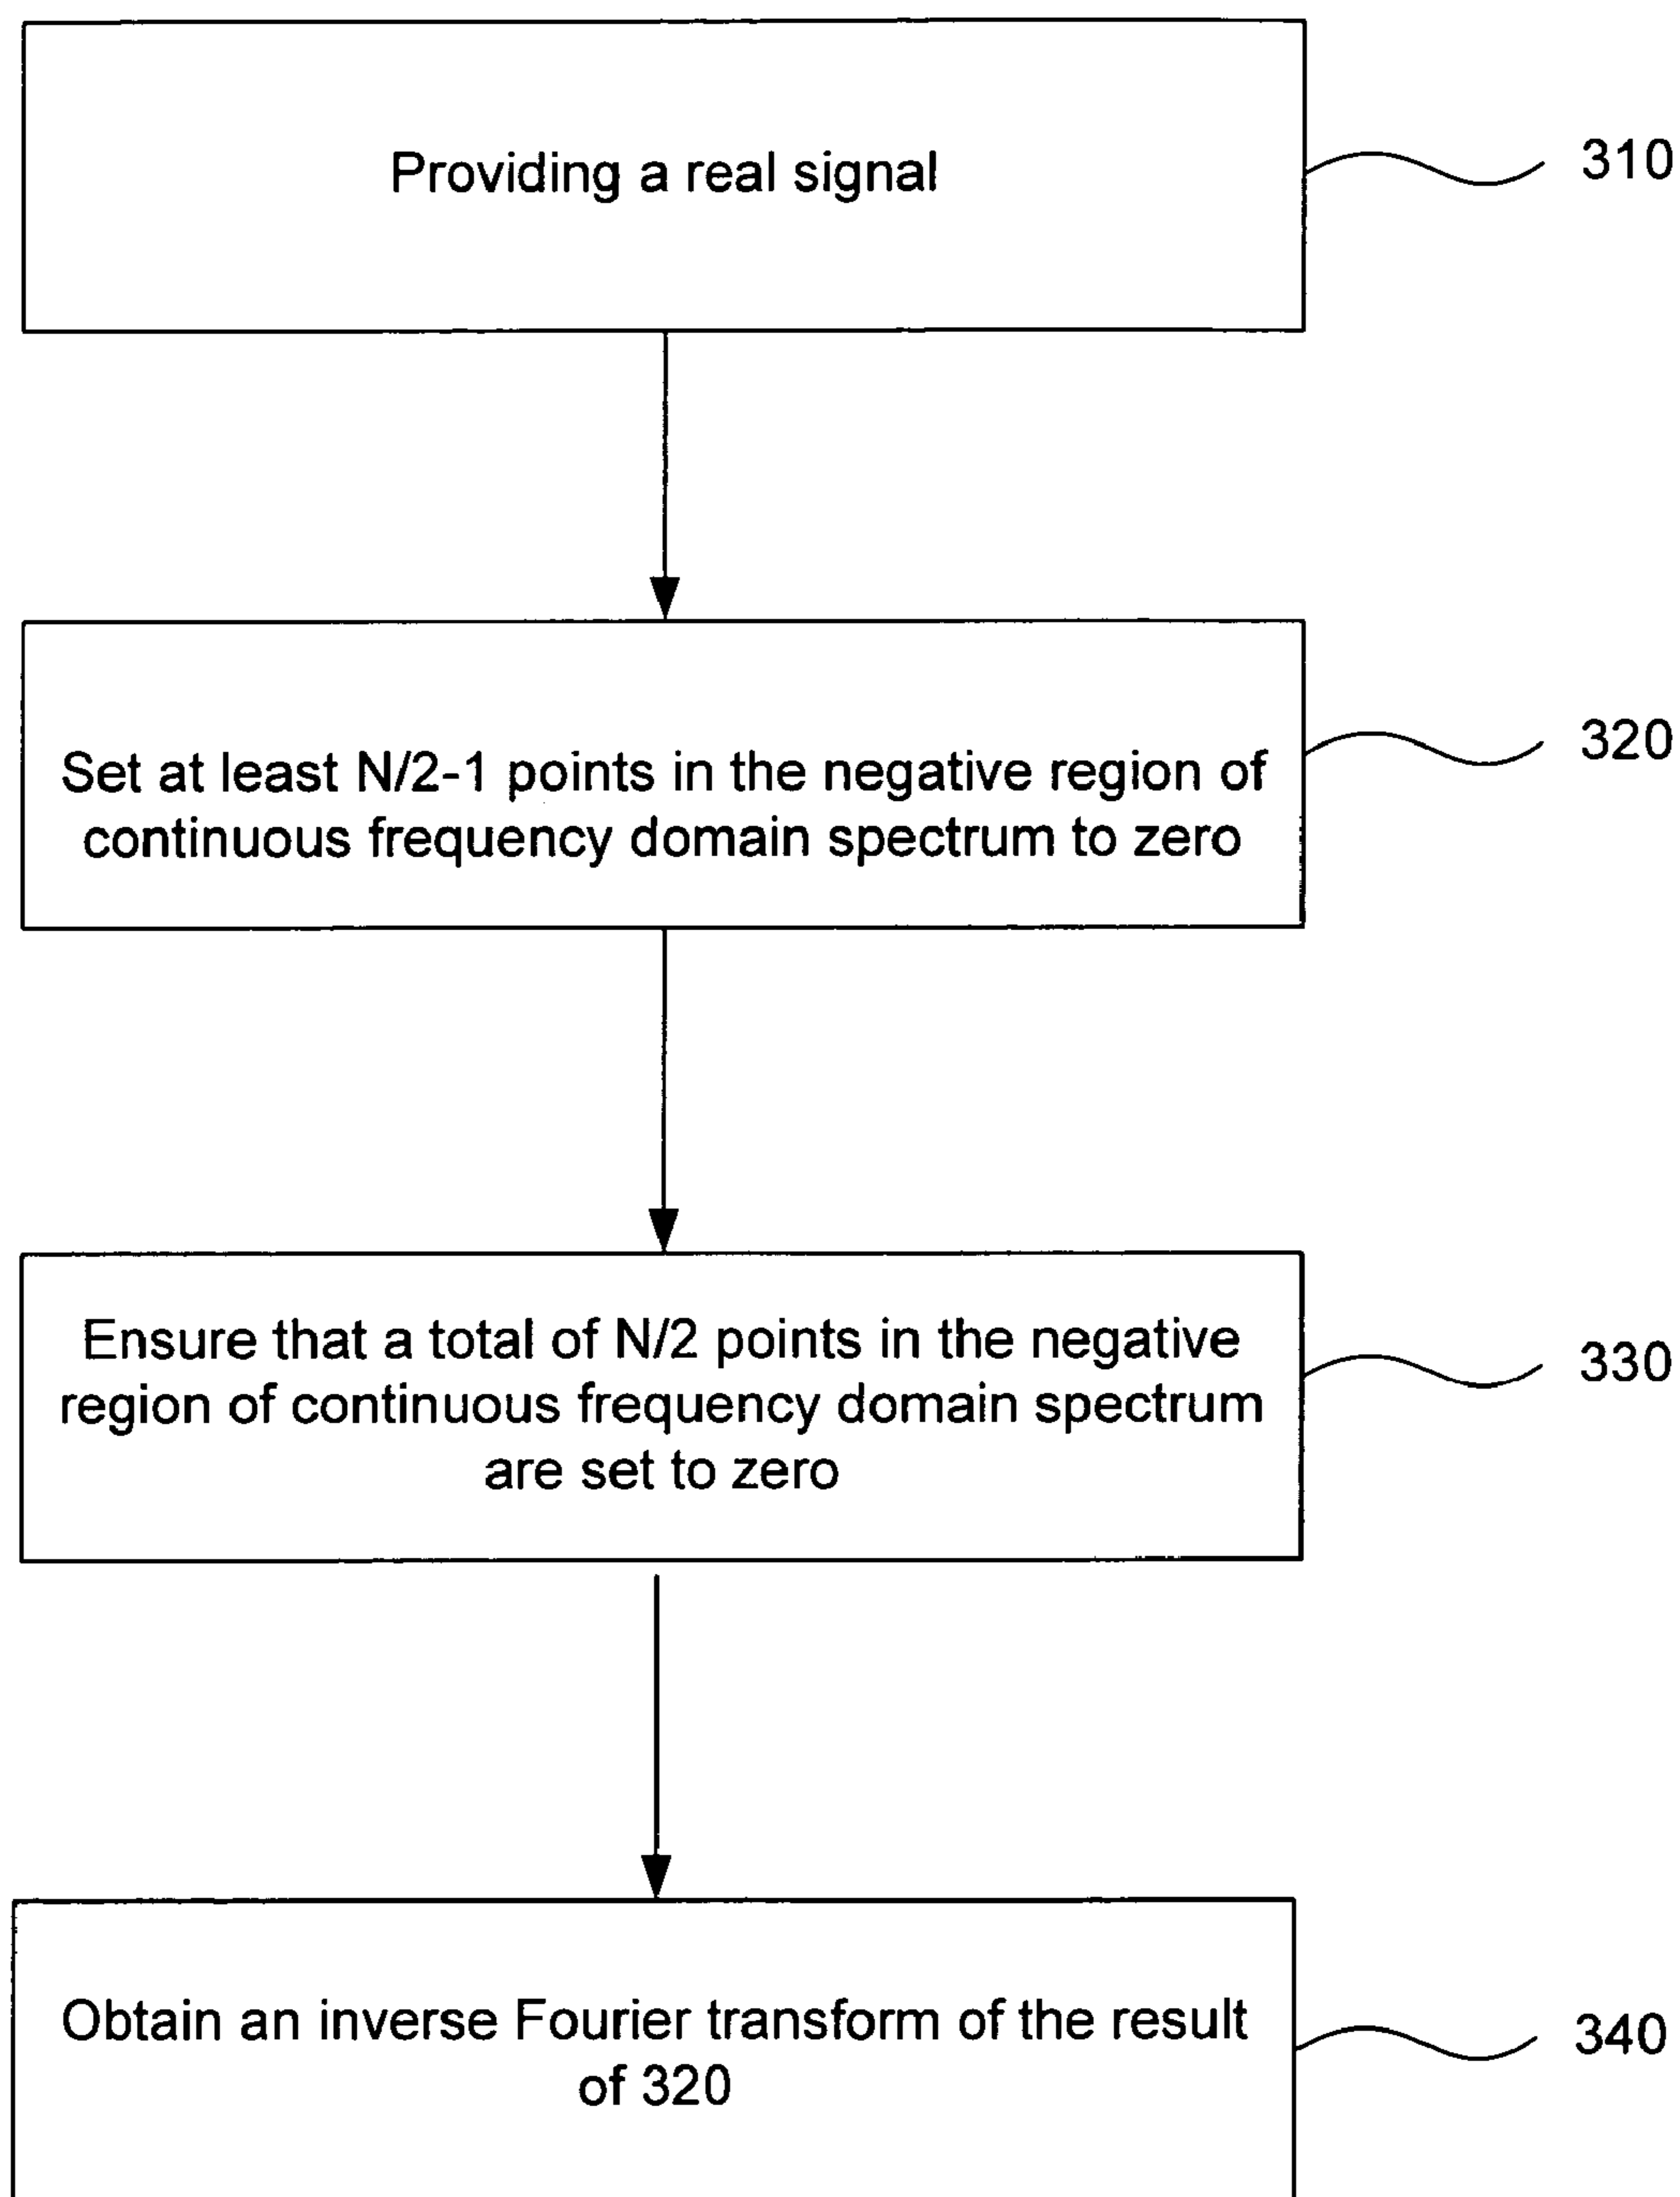 Providing a real signal
310
Set at least N/2-1 points in the negative region of
continuous frequency domain spectrum to zero
320
Ensure that a total of N/2 points in the negative
region of continuous frequency domain spectrum
are set to zero
330
Obtain an inverse Fourier transform of the result
of 320
340